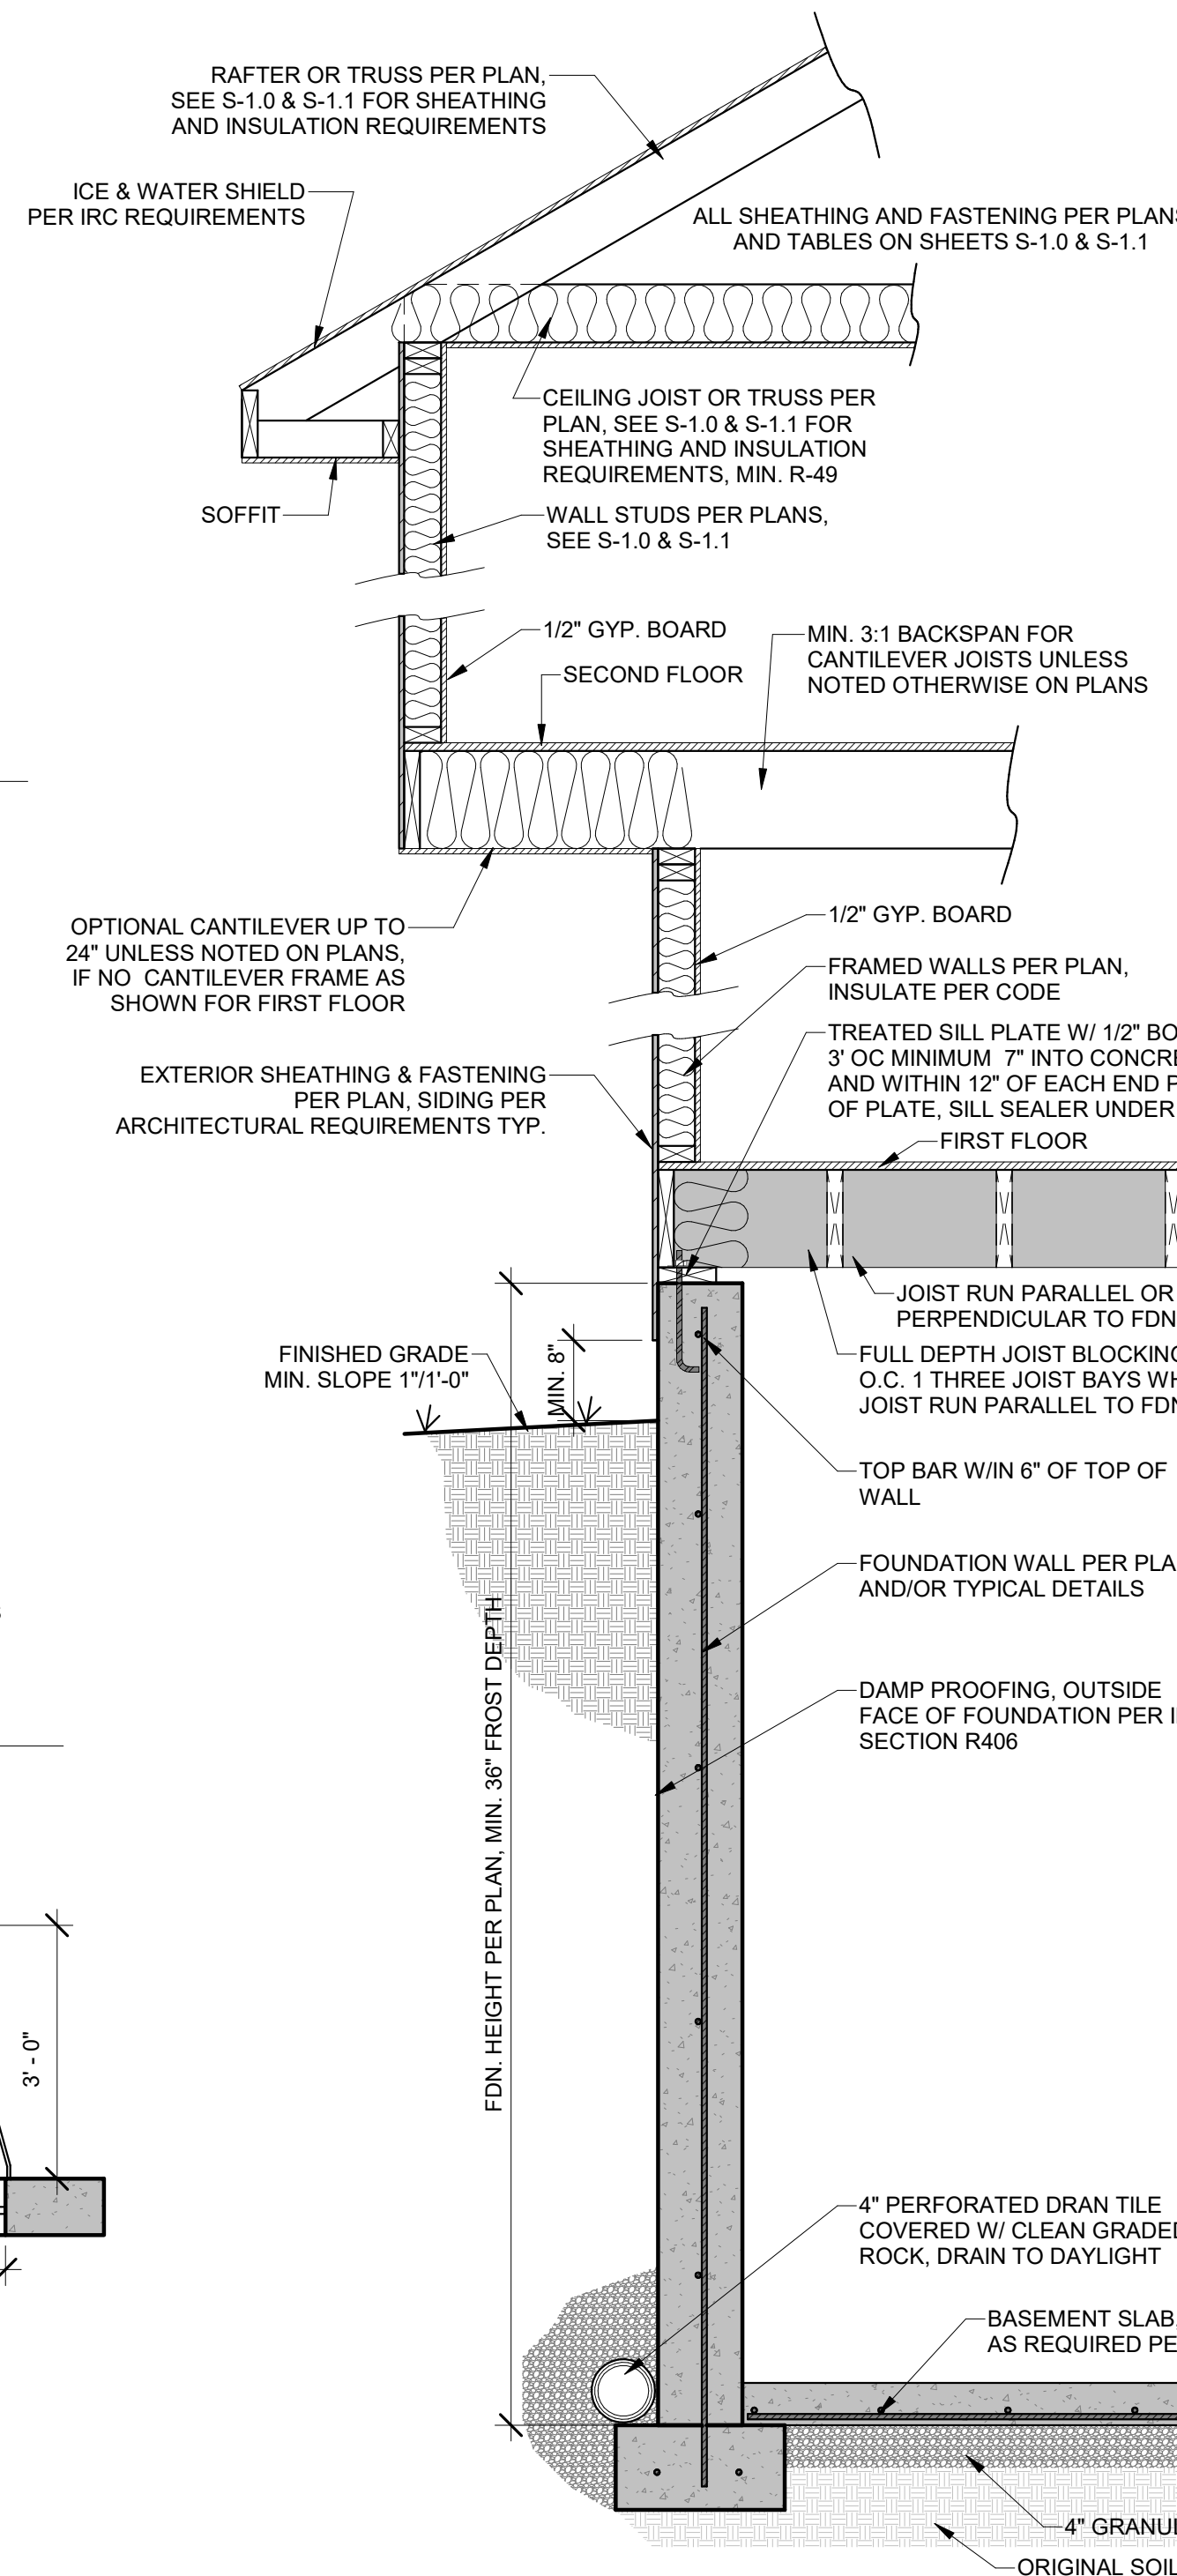 RAFTER OR TRUSS PER PLAN,
SEE S-1.0 & S-1.1 FOR SHEATHING
AND INSULATION REQUIREMENTS
ICE & WATER SHIELD
PER IRC REQUIREMENTS
ALL SHEATHING AND FASTENING PER PLANS
AND TABLES ON SHEETS S-1.0 & S-1.1
CEILING JOIST OR TRUSS PER
PLAN, SEE S-1.0 & S-1.1 FOR
SHEATHING AND INSULATION
REQUIREMENTS, MIN. R-49
SOFFIT
WALL STUDS PER PLANS,
SEE S-1.0 & S-1.1
1/2" GYP. BOARD
SECOND FLOOR
MIN. 3:1 BACKSPAN FOR
CANTILEVER JOISTS UNLESS
NOTED OTHERWISE ON PLANS
OPTIONAL CANTILEVER UP TO
24" UNLESS NOTED ON PLANS,
IF NO CANTILEVER FRAME AS
SHOWN FOR FIRST FLOOR
1/2" GYP. BOARD
FRAMED WALLS PER PLAN,
INSULATE PER CODE
TREATED SILL PLATE W/ 1/2" BO
3' OC MINIMUM 7" INTO CONCRE
AND WITHIN 12" OF EACH END P
OF PLATE, SILL SEALER UNDER
EXTERIOR SHEATHING & FASTENING
PER PLAN, SIDING PER
ARCHITECTURAL REQUIREMENTS TYP.
FIRST FLOOR
JOIST RUN PARALLEL OR
PERPENDICULAR TO FDN
FINISHED GRADE
MIN. SLOPE 1"/1'-0"
MIN. 8"
FULL DEPTH JOIST BLOCKING
O.C. 1 THREE JOIST BAYS WH
JOIST RUN PARALLEL TO FDN
TOP BAR W/IN 6" OF TOP OF
WALL
FOUNDATION WALL PER PLA
AND/OR TYPICAL DETAILS
FDN. HEIGHT PER PLAN, MIN. 36" FROST DEPTH
DAMP PROOFING, OUTSIDE
FACE OF FOUNDATION PER I
SECTION R406
3' - 0"
4" PERFORATED DRAN TILE
COVERED W/ CLEAN GRADED
ROCK, DRAIN TO DAYLIGHT
BASEMENT SLAB,
AS REQUIRED PE
4" GRANUL
ORIGINAL SOIL